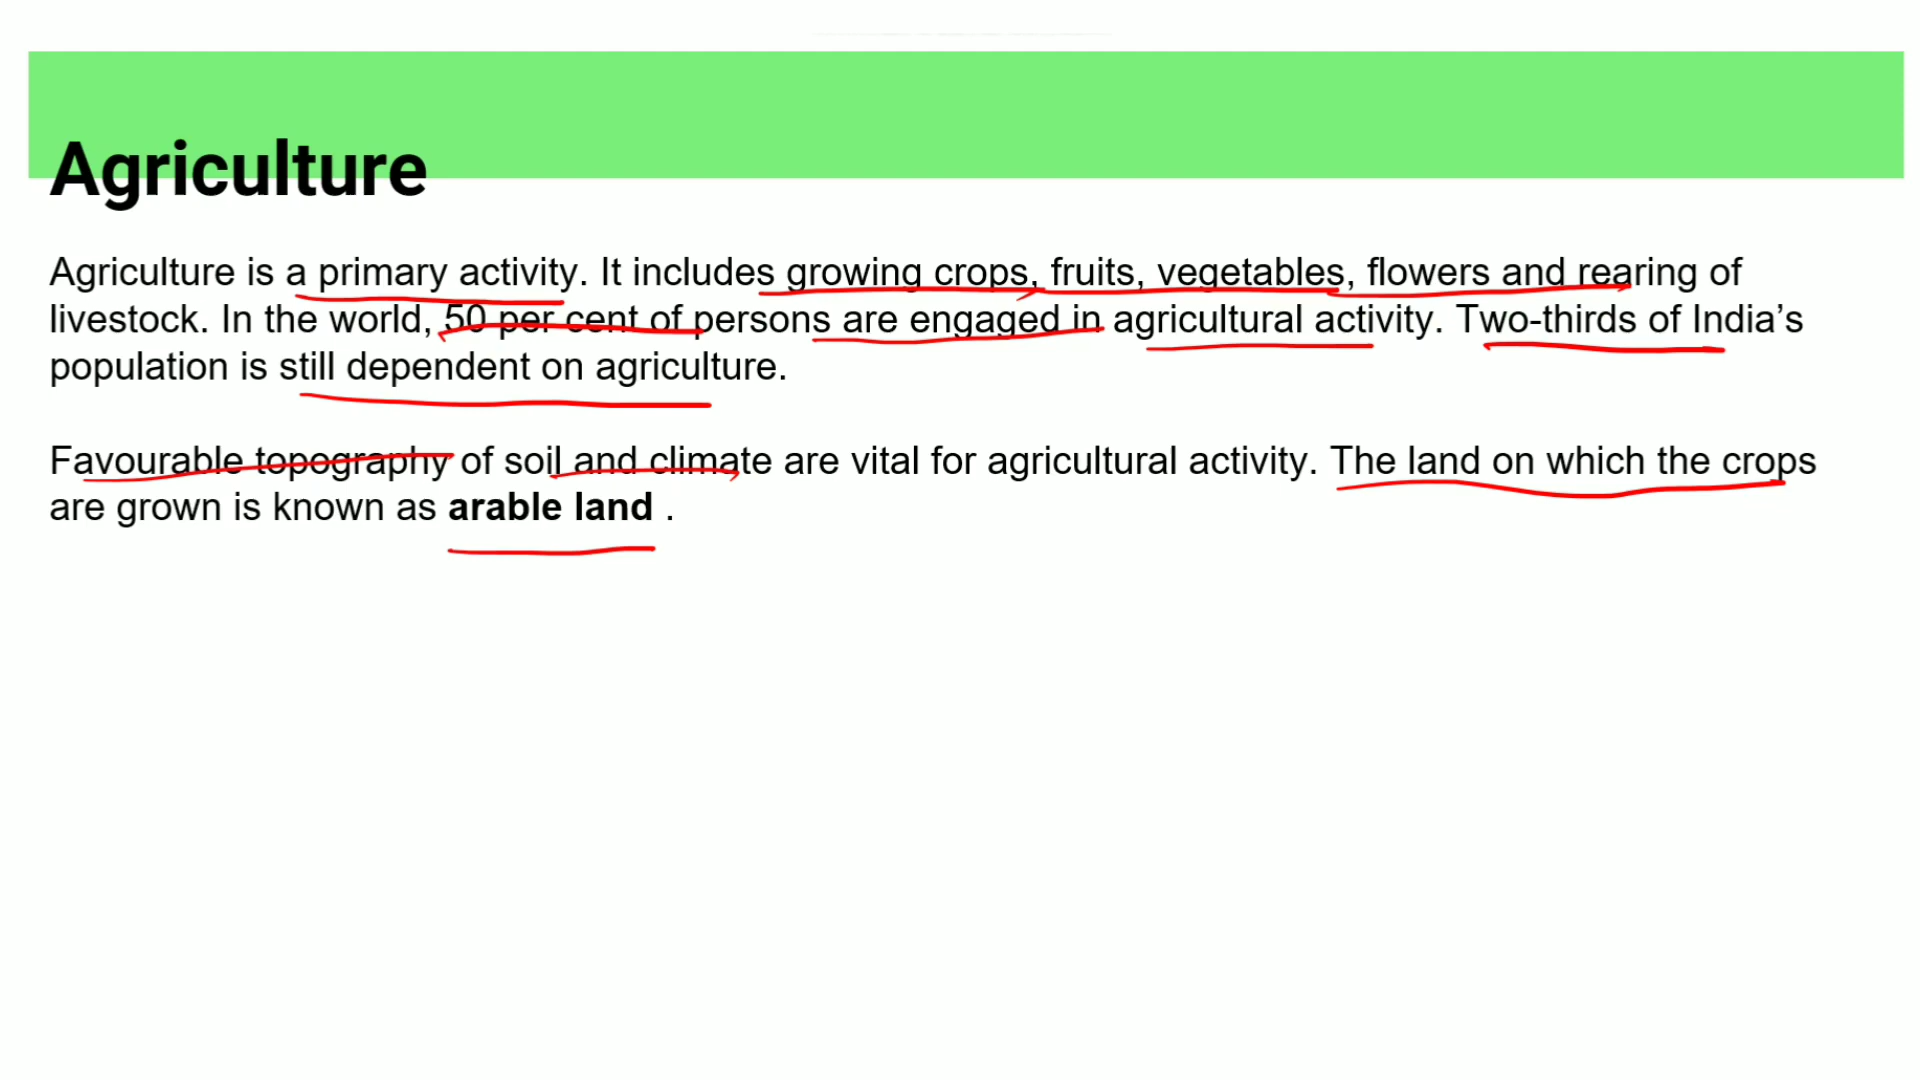 Agriculture
Agriculture is a primary activity. It includes growing crops, fruits, vegetables, flowers and rearing of
livestock. In the world, 50 per cent of persons are engaged in agricultural activity. Two-thirds of India’s
population is still dependent on agriculture.
Favourable topography of soil and climate are vital for agricultural activity. The land on which the crops
are grown is known as arable land .